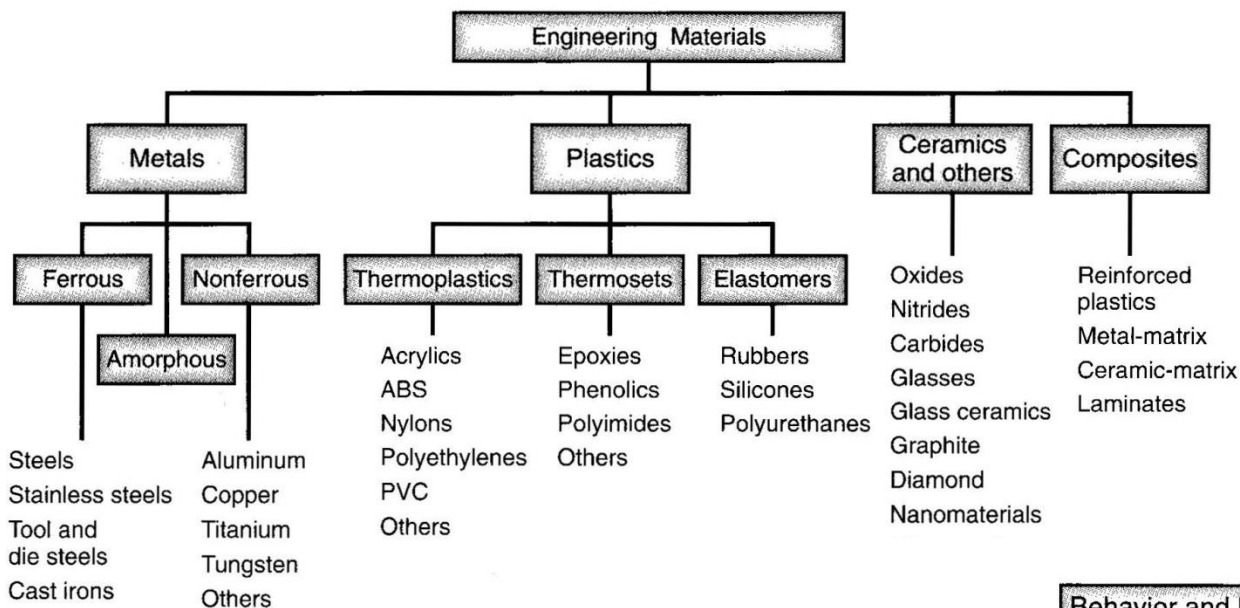 Engineering Materials
Metals
Plastics
Ceramics
and others
Composites
Ferrous
Nonferrous
Amorphous
Thermoplastics
Thermosets
Elastomers
Steels
Stainless steels
Tool and
die steels
Cast irons
Aluminum
Copper
Titanium
Tungsten
Others
Acrylics
ABS
Nylons
Polyethylenes
PVC
Others
Epoxies
Phenolics
Polyimides
Others
Rubbers
Silicones
Polyurethanes
Oxides
Nitrides
Carbides
Glasses
Glass ceramics
Graphite
Diamond
Nanomaterials
Reinforced
plastics
Metal-matrix
Ceramic-matrix
Laminates
Behavior and